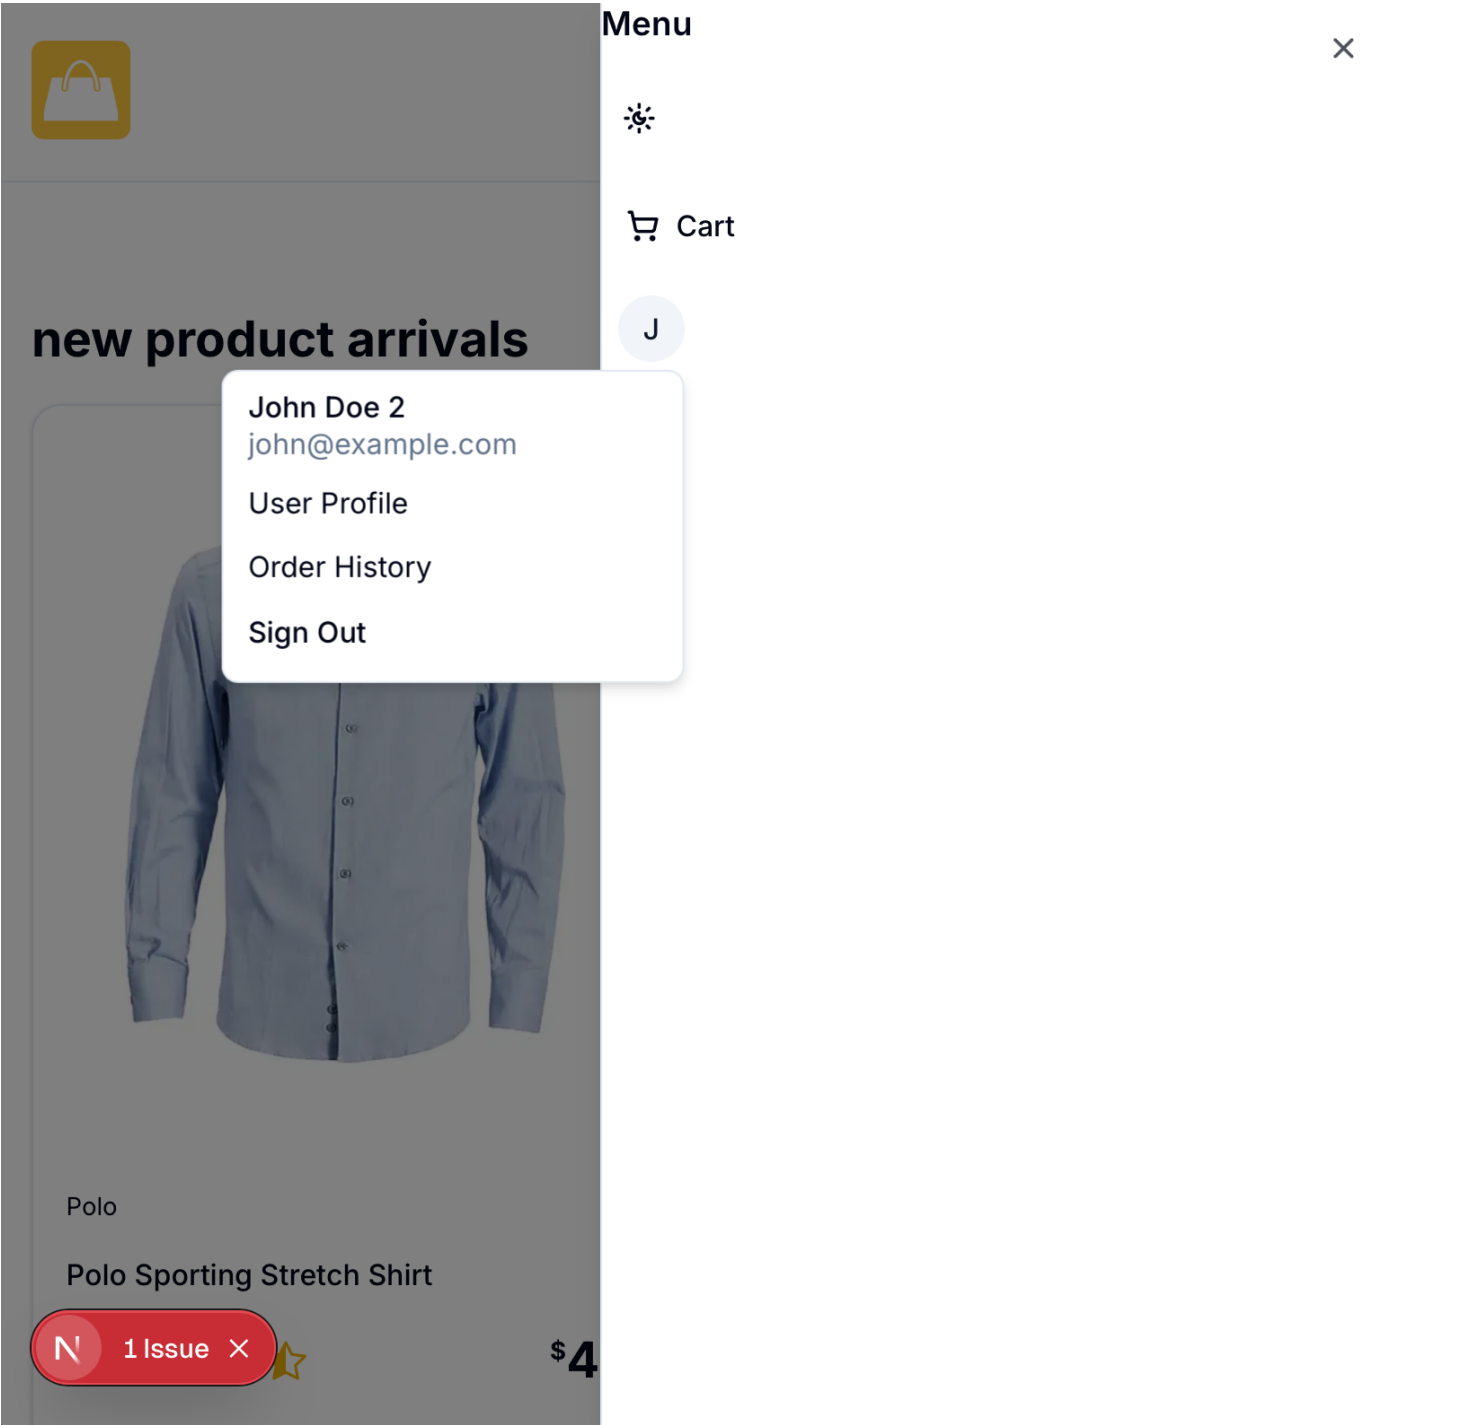 Menu
Cart
J
new product arrivals
John Doe 2
john@example.com
User Profile
Order History
Sign Out
Polo
Polo Sporting Stretch Shirt
N 1 Issue
$4